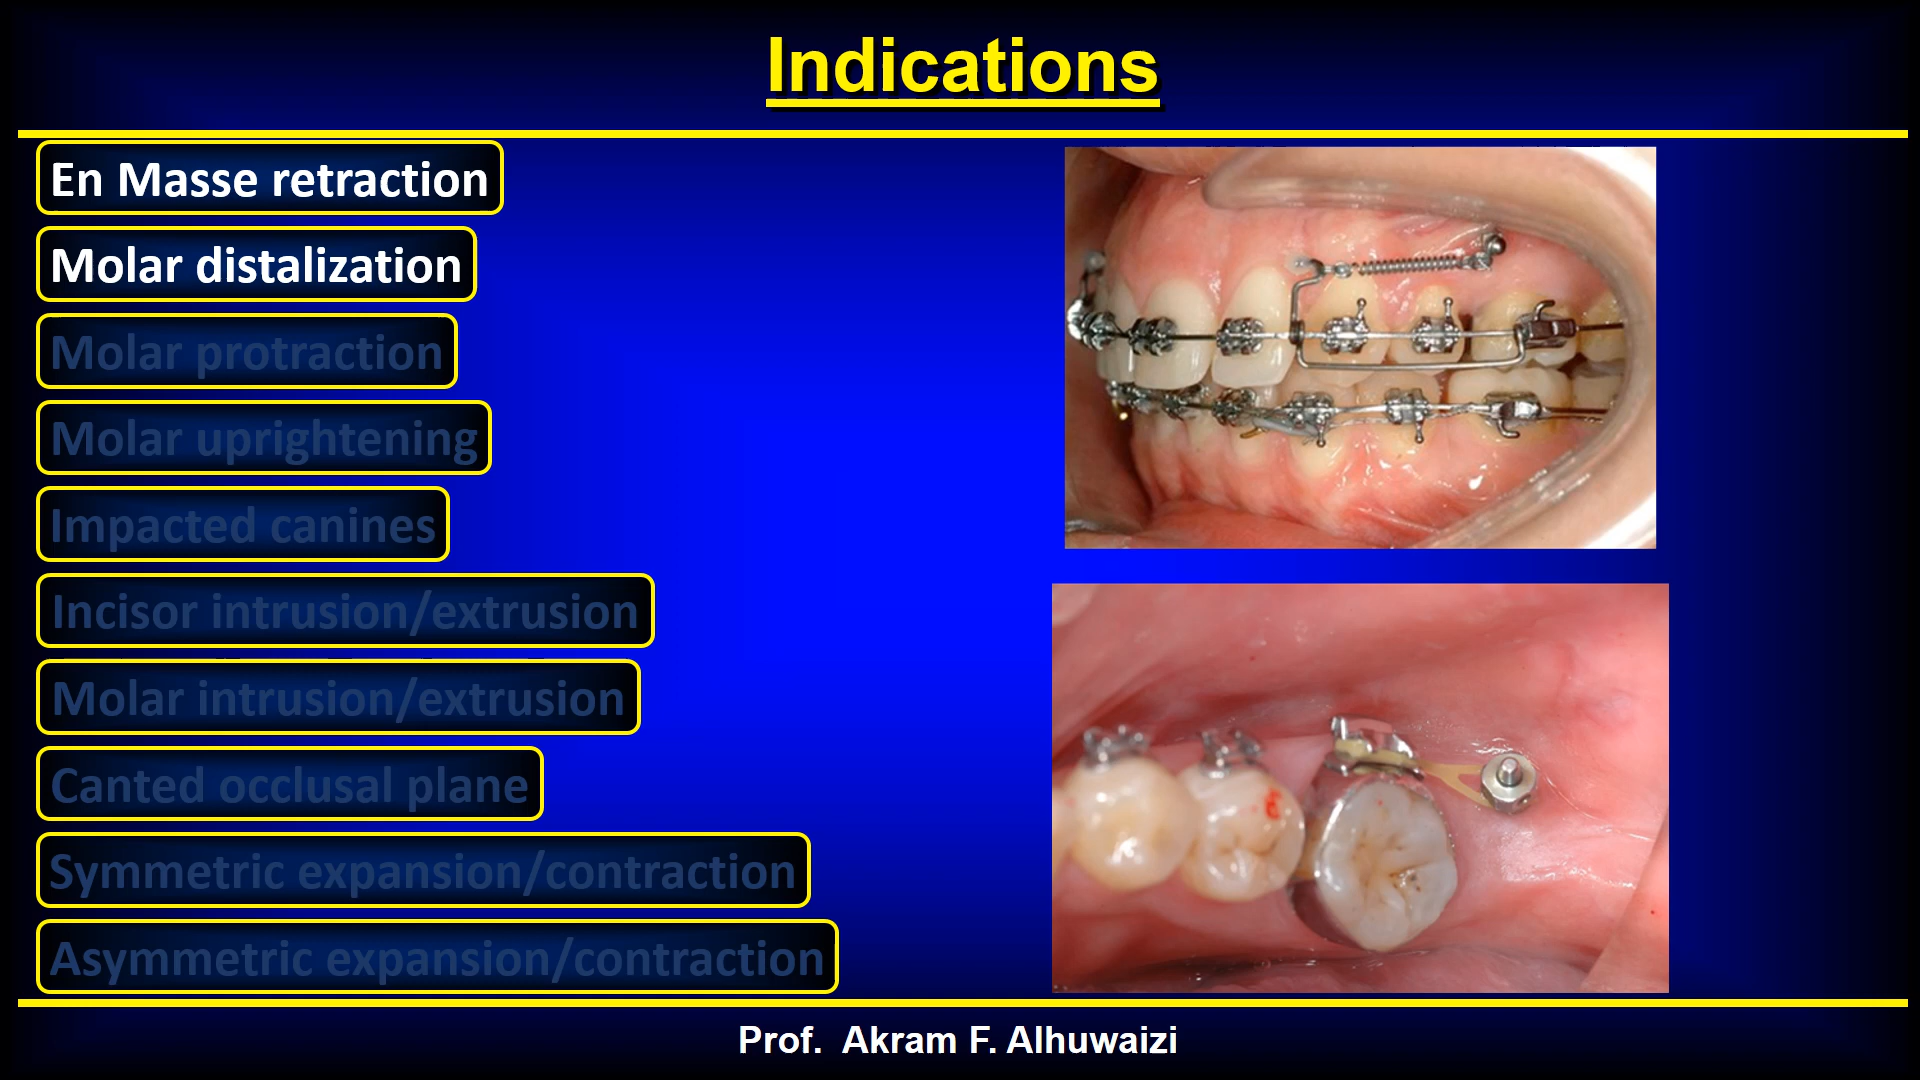 Indications
En Masse retraction
Molar distalization
Molar protraction
Molar uprightening
Impacted canines
Incisor intrusion/extrusion
Molar intrusion/extrusion
Canted occlusal plane
Symmetric expansion/contraction
Asymmetric expansion/contraction
Prof. Akram F. Alhuwaizi